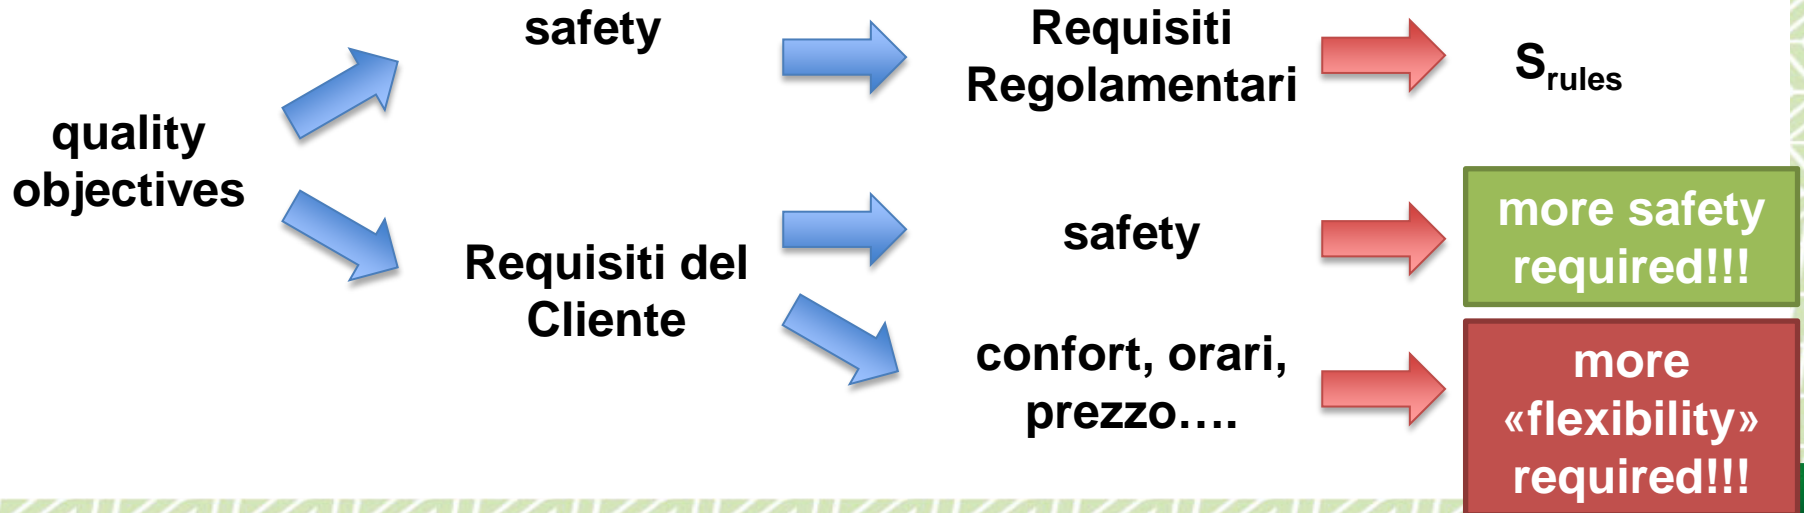 safety
Requisiti
Regolamentari
Srules
quality
objectives
Requisiti del
Cliente
safety
more safety
required!!!
confort, orari,
prezzo....
more
«flexibility»
required!!!